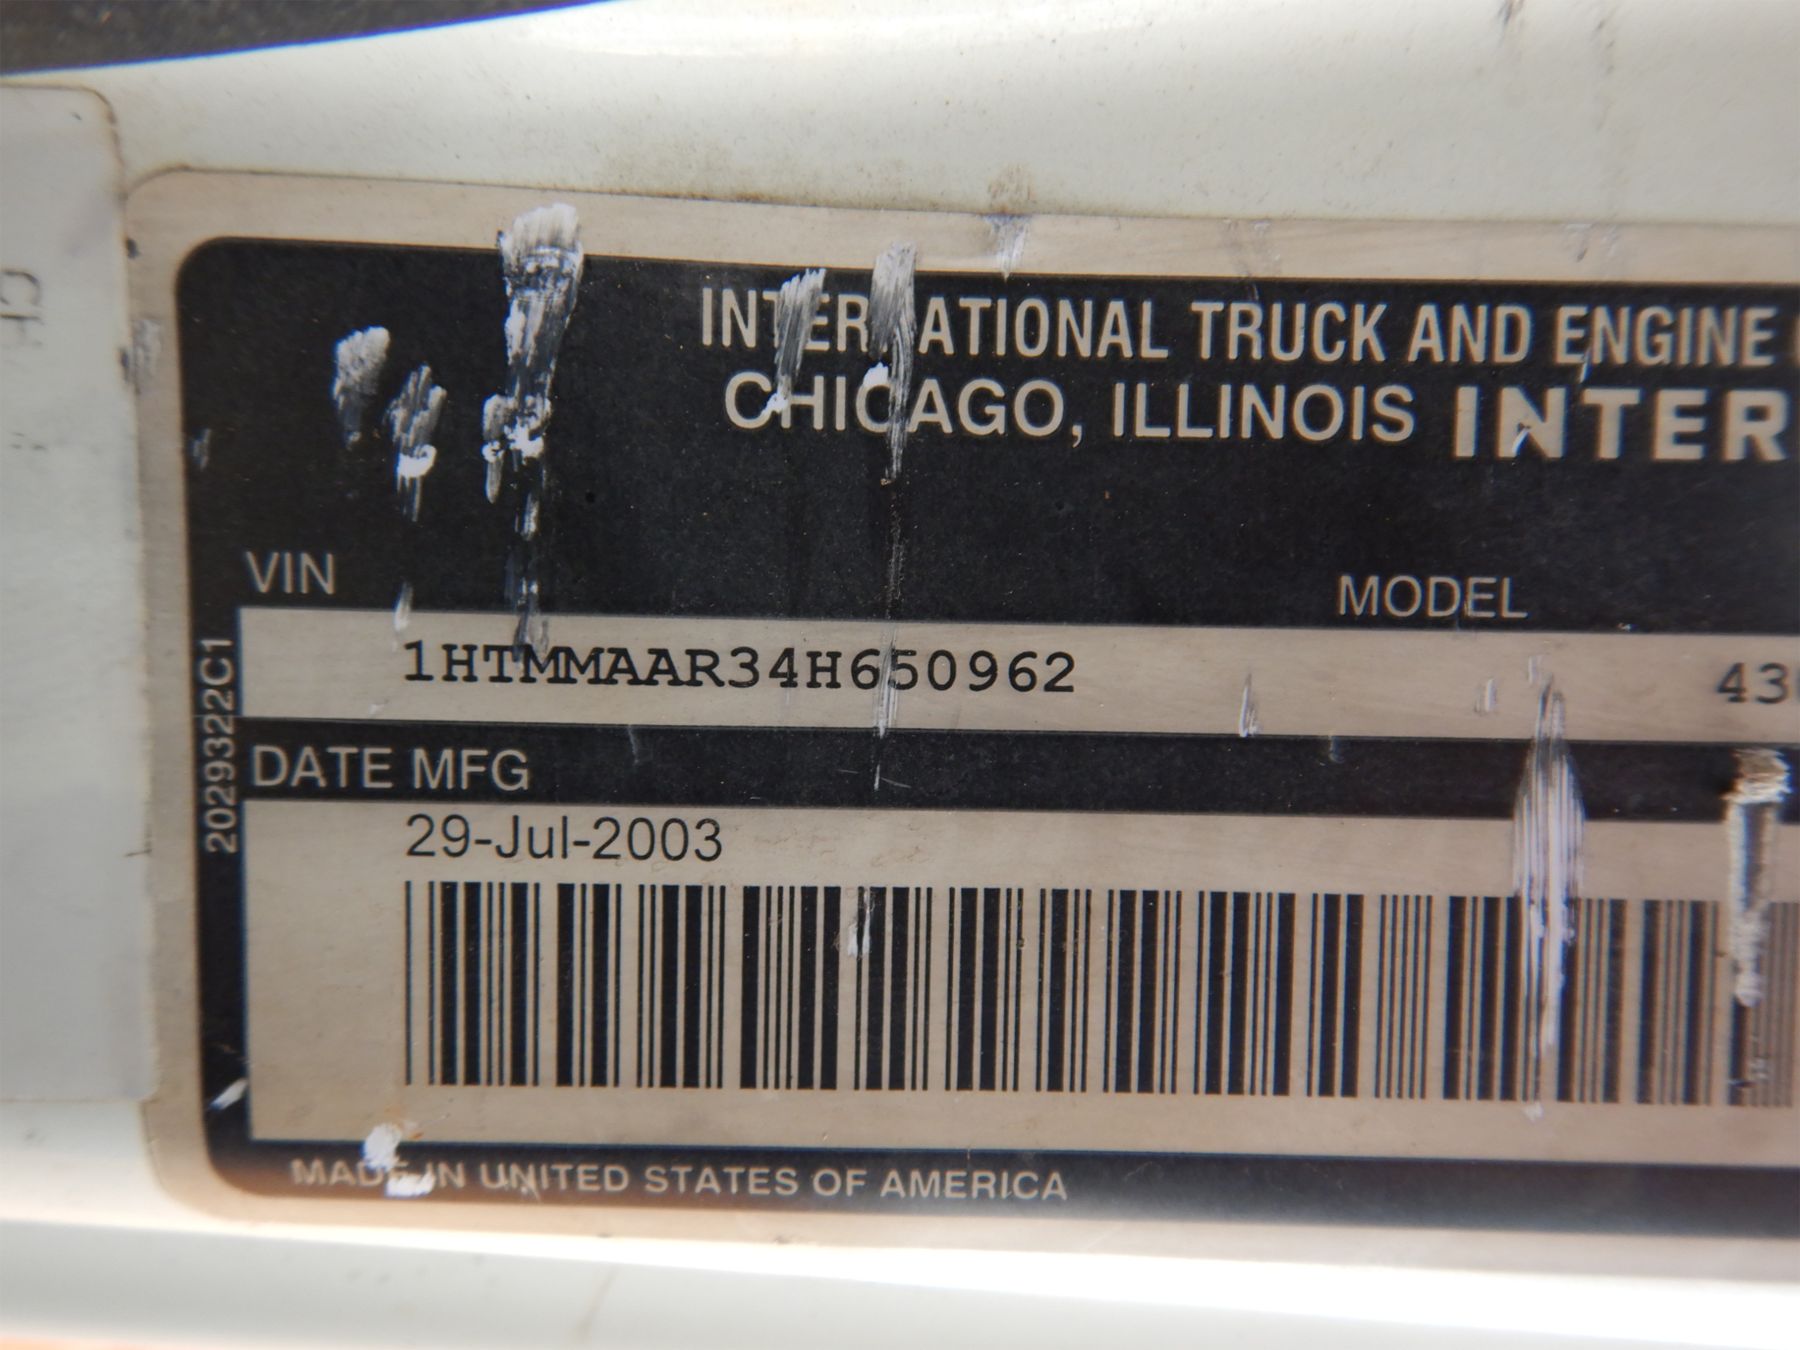 INTERNATIONAL TRUCK AND ENGINE
CHICAGO, ILLINOIS INTER
VIN
MODEL
1HTMMAAR34H650962
43
2029322C1
DATE MFG
29-Jul-2003
MADE IN UNITED STATES OF AMERICA